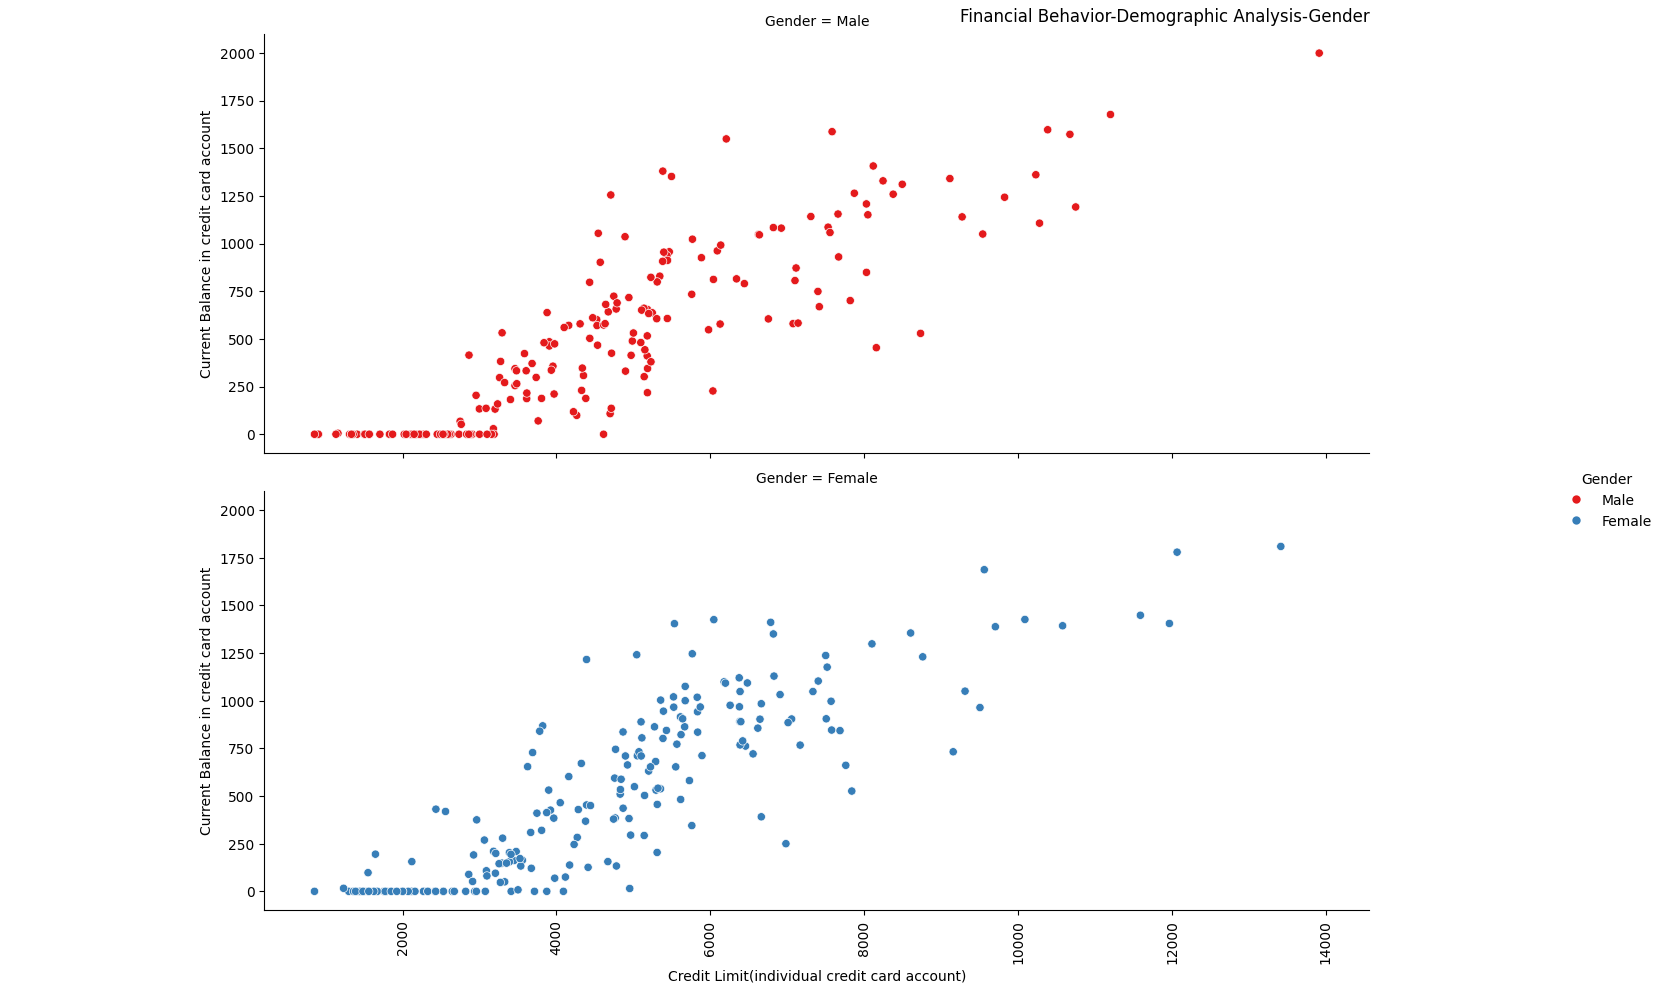 Financial Behavior-Demographic Analysis-Gender
Gender = Male
2000
1750
1500
1250
1000
750
500
250
0
Current Balance in credit card account
Gender = Female
2000
1750
1500
1250
1000
750
500
250
0
Current Balance in credit card account
2000
4000
6000
8000
10000
12000
14000
Credit Limit(individual credit card account)
Gender
Male
Female